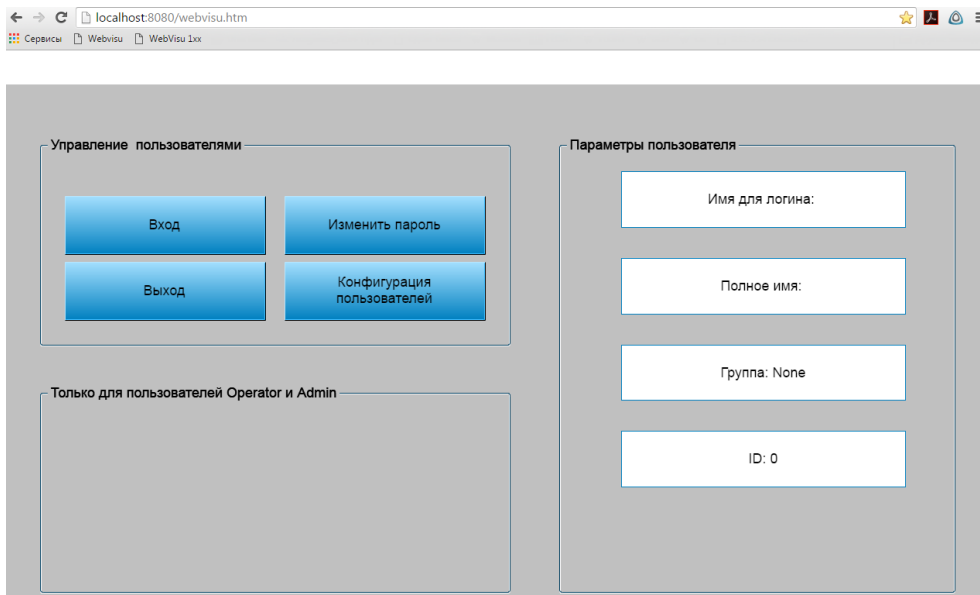 localhost:8080/webvisu.htm
Сервисы Webvisu WebVisu 1xx
Управление пользователями
Вход
Изменить пароль
Выход
Конфигурация
пользователей
Только для пользователей Operator и Admin
Параметры пользователя
Имя для логина:
Полное имя:
Группа: None
ID: 0